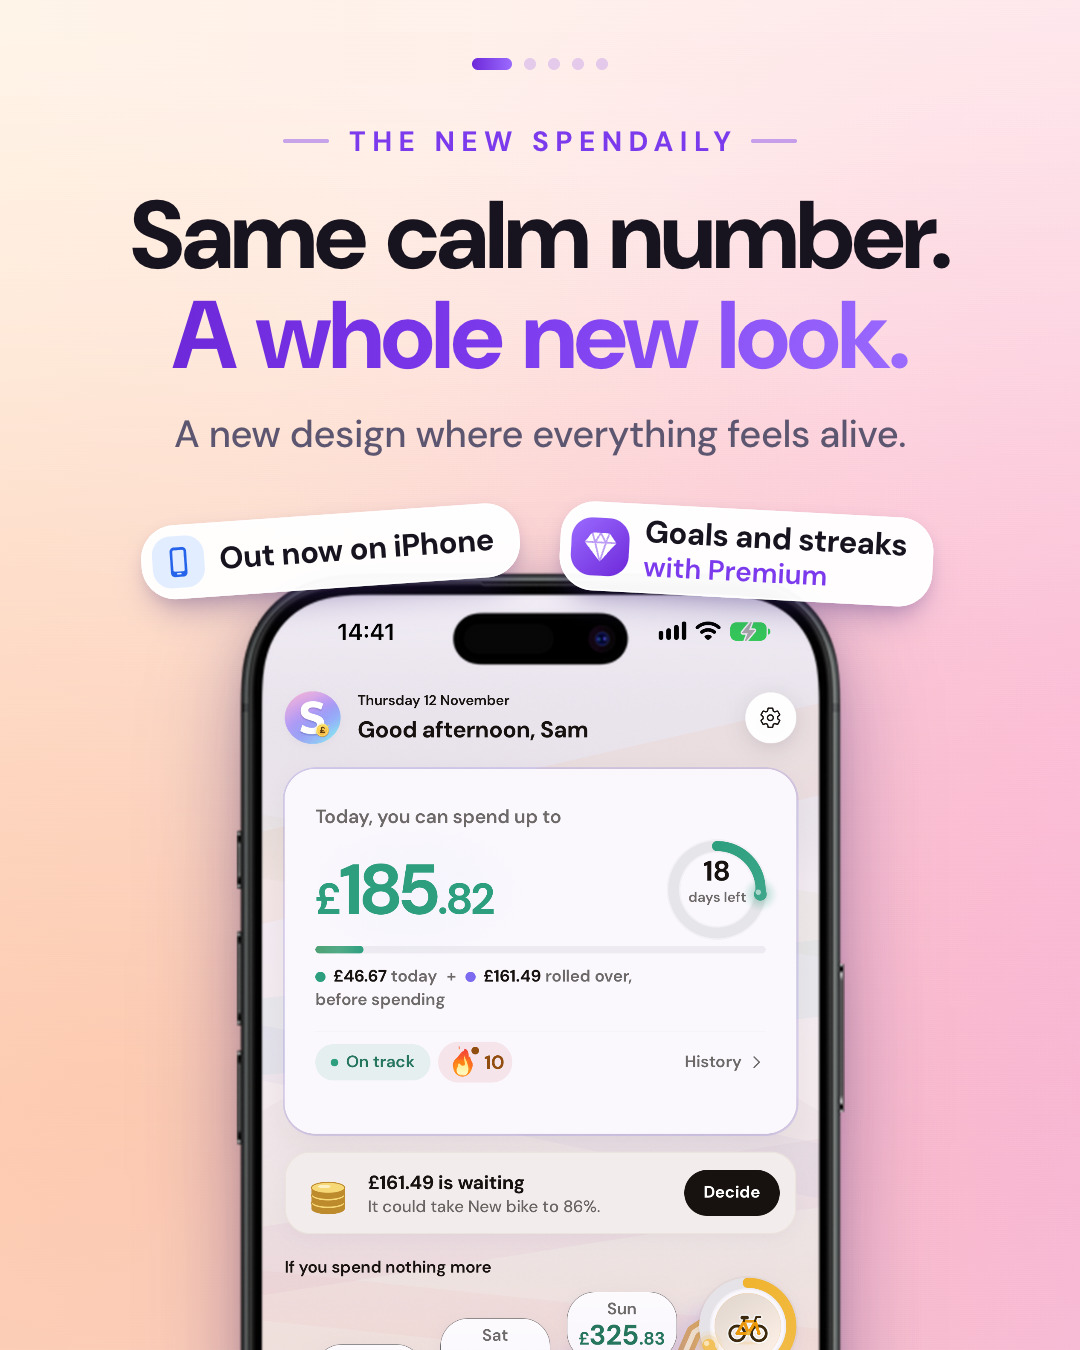 THE NEW SPENDAILY
Same calm number.
A whole new look.
A new design where everything feels alive.
Out now on iPhone
Goals and streaks
with Premium
14:41
Thursday 12 November
Good afternoon, Sam
Today, you can spend up to
£185.82
18
days left
£46.67 today + £161.49 rolled over,
before spending
On track
10
History
£161.49 is waiting
It could take New bike to 86%.
Decide
If you spend nothing more
Sun
£325.83
Sat